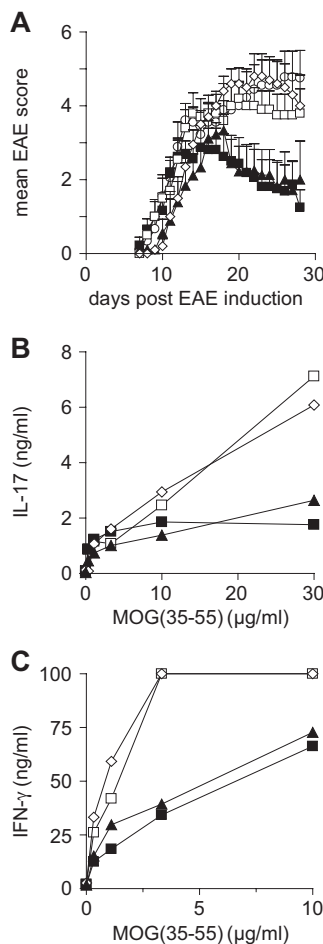 A
6
4
2
0
mean EAE score
0 10 20 30
days post EAE induction
B
8
6
4
2
0
IL-17 (ng/ml)
0 10 20 30
MOG(35-55) (µg/ml)
C
100
75
50
25
0
IFN-γ (ng/ml)
0 5 10
MOG(35-55) (µg/ml)